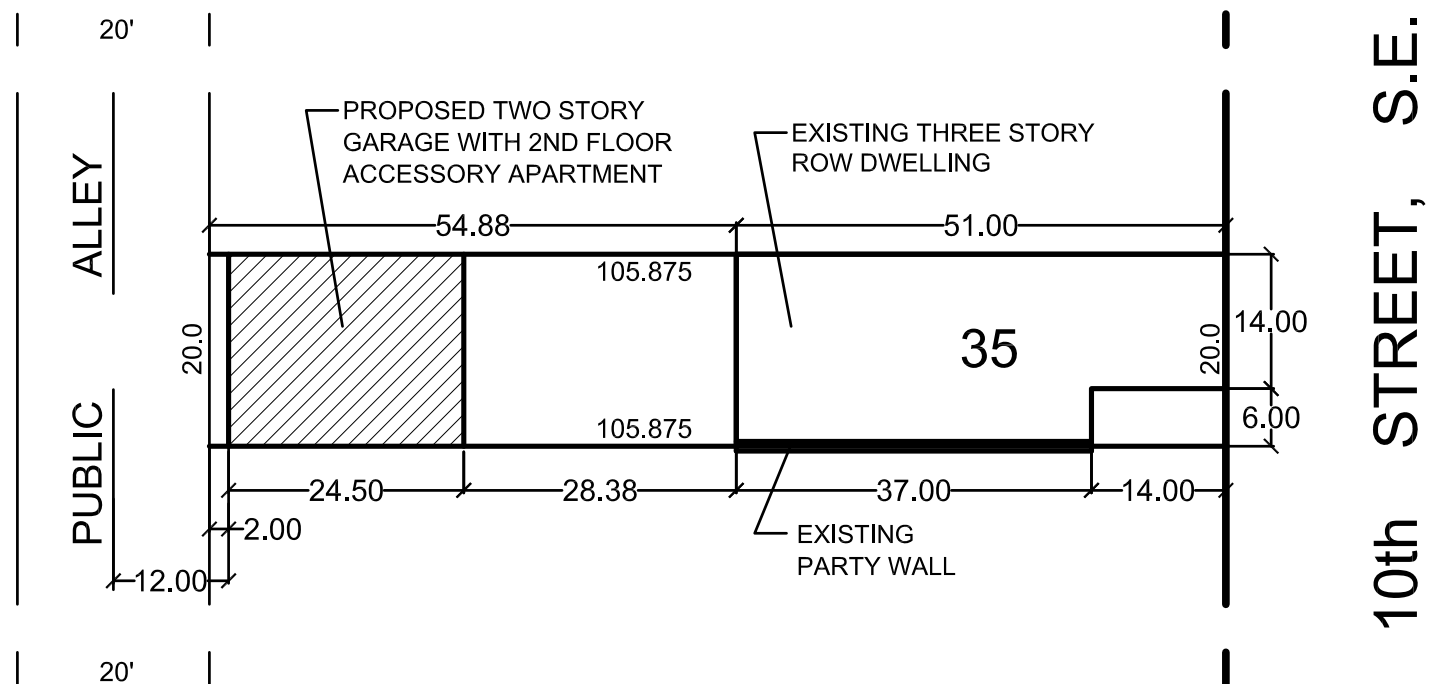 20'
10th STREET, S.E.
PROPOSED TWO STORY
GARAGE WITH 2ND FLOOR
ACCESSORY APARTMENT
EXISTING THREE STORY
ROW DWELLING
PUBLIC ALLEY
54.88
51.00
105.875
20.0
35
20.0
14.00
105.875
6.00
24.50
28.38
37.00
14.00
2.00
EXISTING
PARTY WALL
12.00
20'